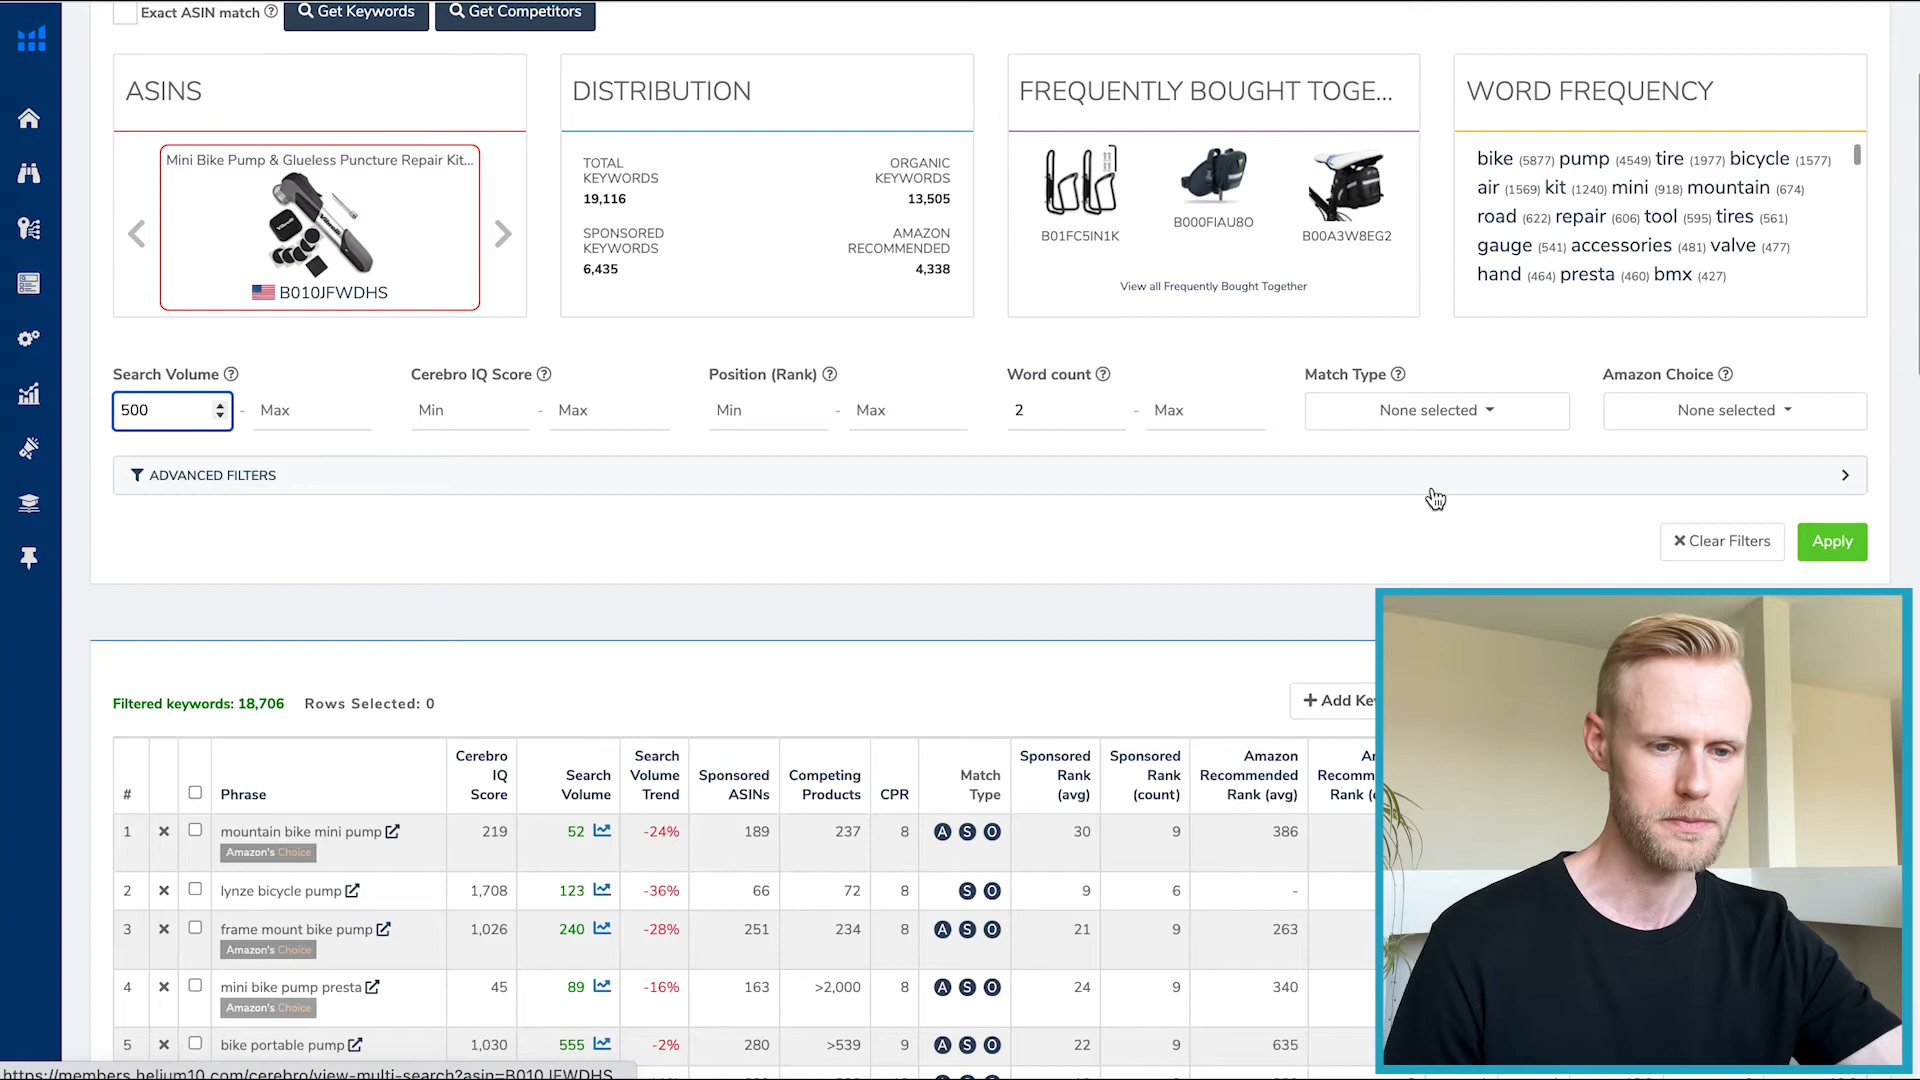 Exact ASIN match
Get Keywords
Get Competitors
ASINS
Mini Bike Pump & Glueless Puncture Repair Kit...
B010JFWDHS
DISTRIBUTION
TOTAL KEYWORDS
19,116
ORGANIC KEYWORDS
13,505
SPONSORED KEYWORDS
6,435
AMAZON RECOMMENDED
4,338
FREQUENTLY BOUGHT TOGE...
B01FC5IN1K
B000FIAU8O
B00A3W8EG2
View all Frequently Bought Together
WORD FREQUENCY
bike (5877) pump (4549) tire (1977) bicycle (1577)
air (1569) kit (1240) mini (918) mountain (674)
road (622) repair (606) tool (595) tires (561)
gauge (541) accessories (481) valve (477)
hand (464) presta (460) bmx (427)
Search Volume
500 - Max
Cerebro IQ Score
Min - Max
Position (Rank)
Min - Max
Word count
2 - Max
Match Type
None selected
Amazon Choice
None selected
ADVANCED FILTERS
Clear Filters
Apply
Filtered keywords: 18,706 Rows Selected: 0
+ Add Key
# Phrase Cerebro IQ Score Search Volume Search Volume Trend Sponsored ASINs Competing Products CPR Match Type Sponsored Rank (avg) Sponsored Rank (count) Amazon Recommended Rank (avg)
1 mountain bike mini pump 219 52 -24% 189 237 8 A S O 30 9 386
Amazon's Choice
2 lynze bicycle pump 1,708 123 -36% 66 72 8 S O 9 6 -
3 frame mount bike pump 1,026 240 -28% 251 234 8 A S O 21 9 263
Amazon's Choice
4 mini bike pump presta 45 89 -16% 163 >2,000 8 A S O 24 9 340
Amazon's Choice
5 bike portable pump 1,030 555 -2% 280 >539 9 A S O 22 9 635
https://members.helium10.com/cerebro/view-multi-search?asin=B010JFWDHS